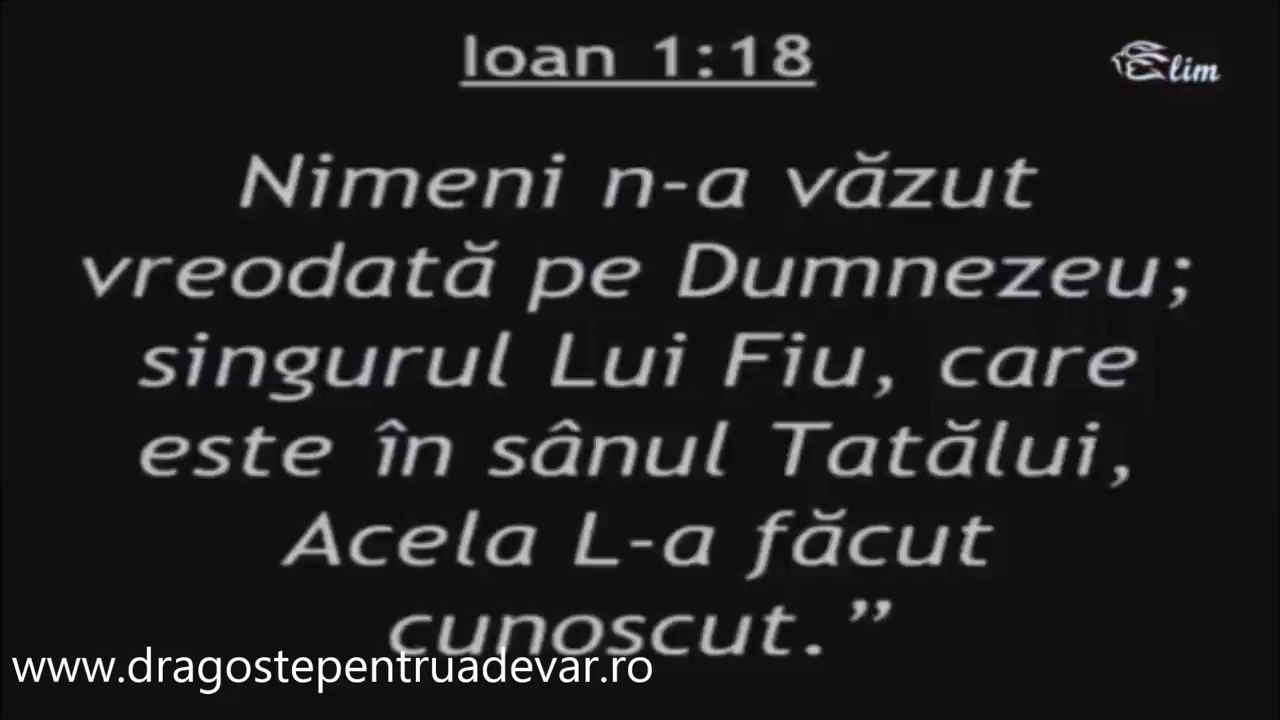 Ioan 1:18
Elim
Nimeni n-a văzut
vreodată pe Dumnezeu;
singurul Lui Fiu, care
este în sânul Tatălui,
Acela L-a făcut
cunoscut.”
www.dragostepentruadevar.ro